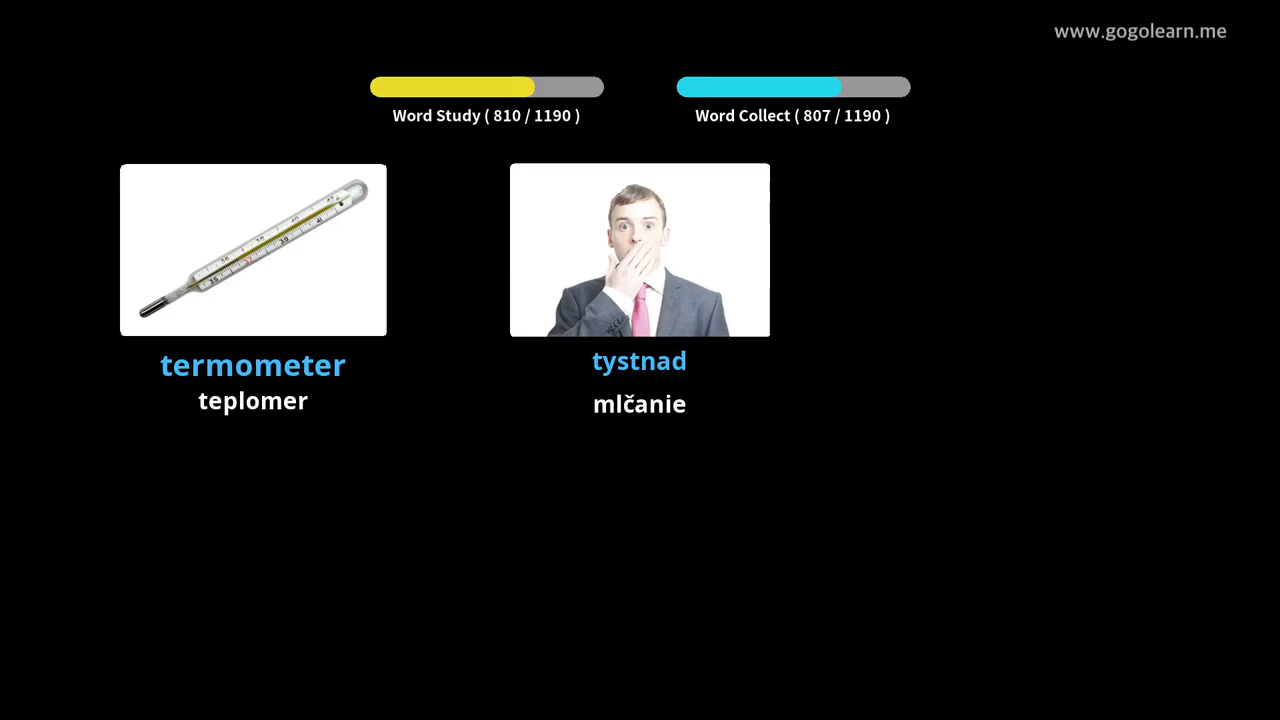 www.gogolearn.me
Word Study ( 810 / 1190 )
Word Collect ( 807 / 1190 )
termometer
teplomer
tystnad
mlčanie